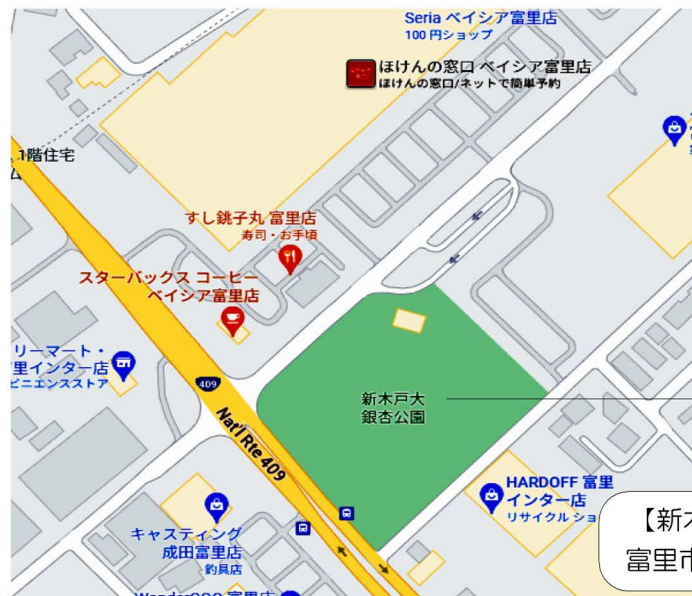 Seria ベイシア富里店
100 円ショップ
ほけんの窓口 ベイシア富里店
ほけんの窓口/ネットで簡単予約
1階住宅
すし銚子丸 富里店
寿司・お手頃
スターバックス コーヒー
ベイシア富里店
リーマート・
里インター店
ビニエンスストア
409
Nat'l Rte 409
新木戸大
銀杏公園
HARDOFF 富里
インター店
リサイクル ショ
キャスティング
成田富里店
釣具店
WonderGOO 富里店
【新木
富里市